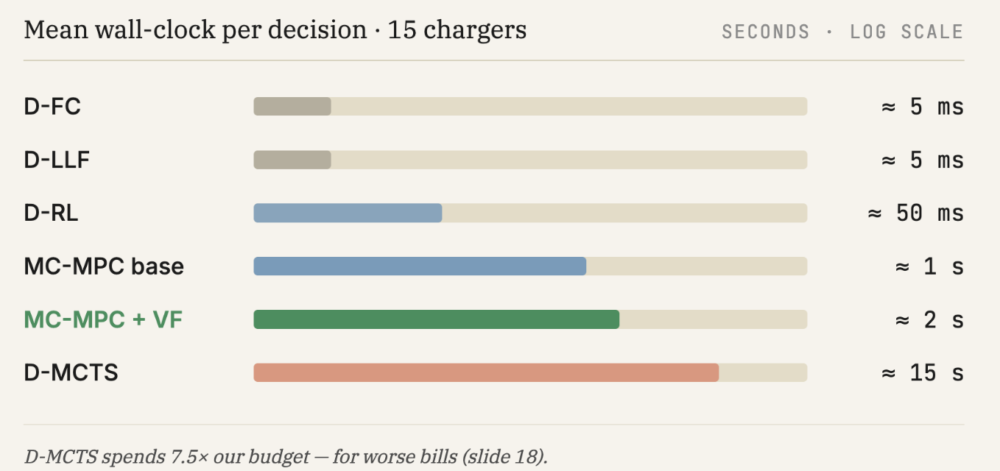 Mean wall-clock per decision · 15 chargers
SECONDS · LOG SCALE
D-FC ≈ 5 ms
D-LLF ≈ 5 ms
D-RL ≈ 50 ms
MC-MPC base ≈ 1 s
MC-MPC + VF ≈ 2 s
D-MCTS ≈ 15 s
D-MCTS spends 7.5× our budget — for worse bills (slide 18).